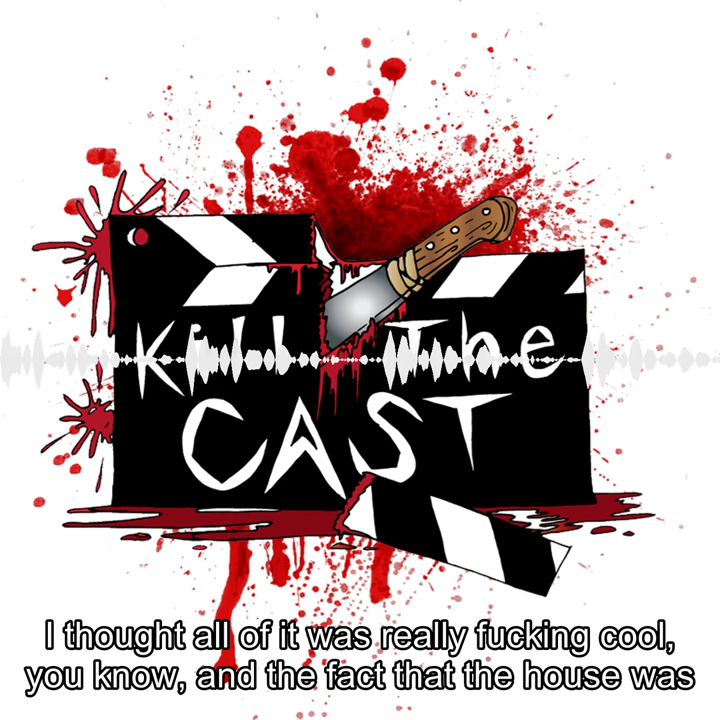 Kill The
CAST
I thought all of it was really fucking cool,
you know, and the fact that the house was